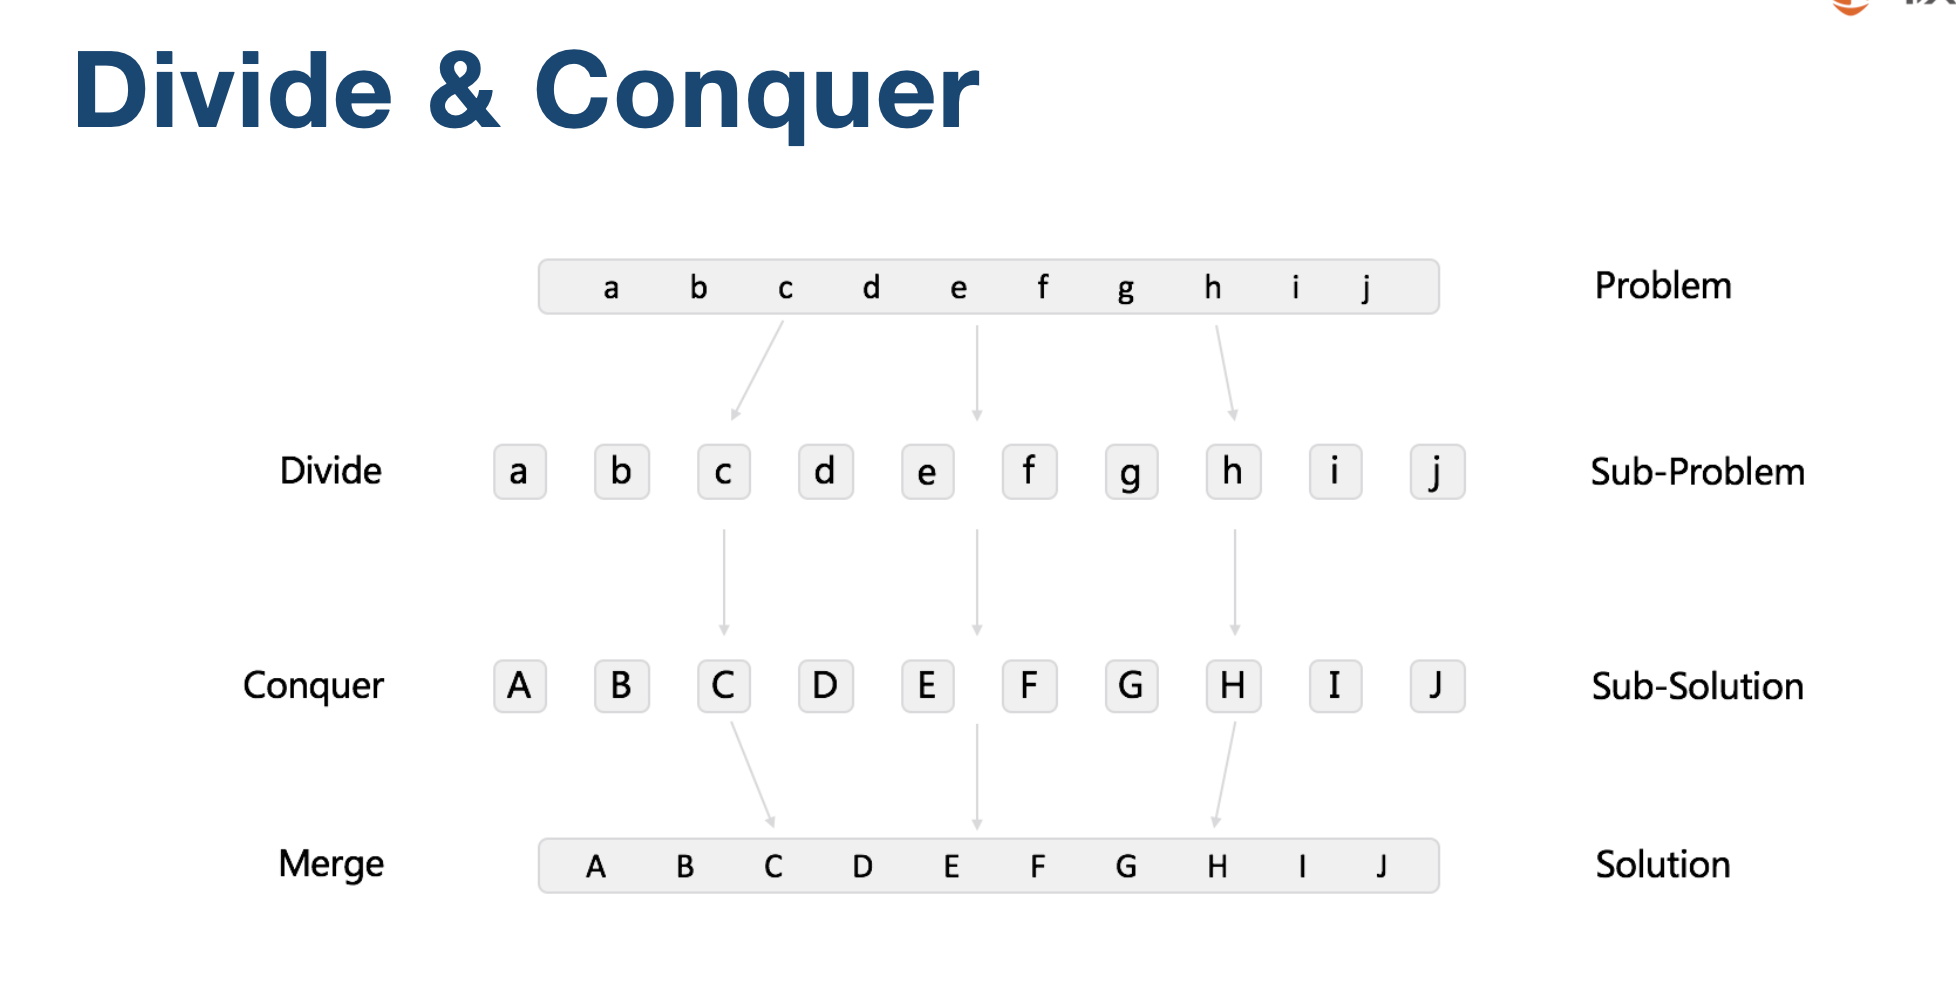 Divide & Conquer
a b c d e f g h i j Problem
Divide a b c d e f g h i j Sub-Problem
Conquer A B C D E F G H I J Sub-Solution
Merge A B C D E F G H I J Solution